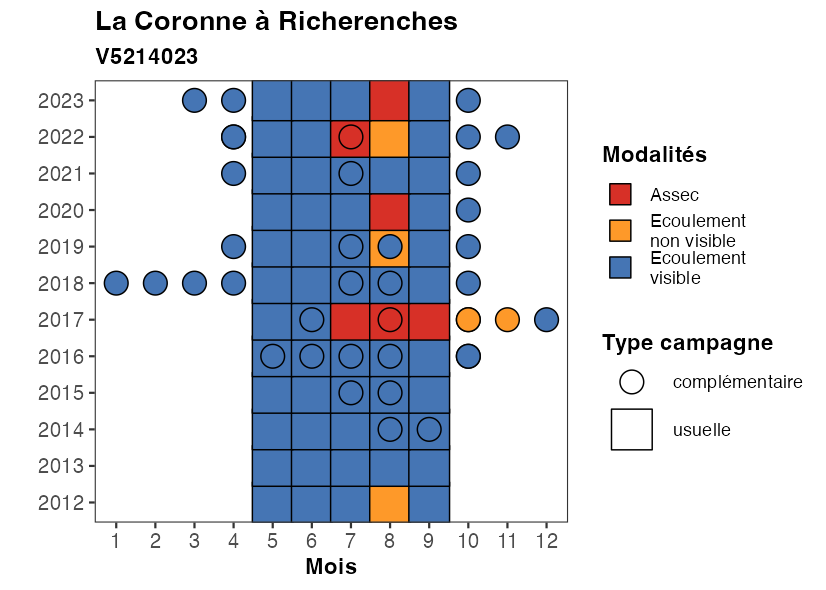 La Coronne à Richerenches
V5214023
2023
2022
2021
2020
2019
2018
2017
2016
2015
2014
2013
2012
1 2 3 4 5 6 7 8 9 10 11 12
Mois
Modalités
Assec
Ecoulement
non visible
Ecoulement
visible
Type campagne
complémentaire
usuelle